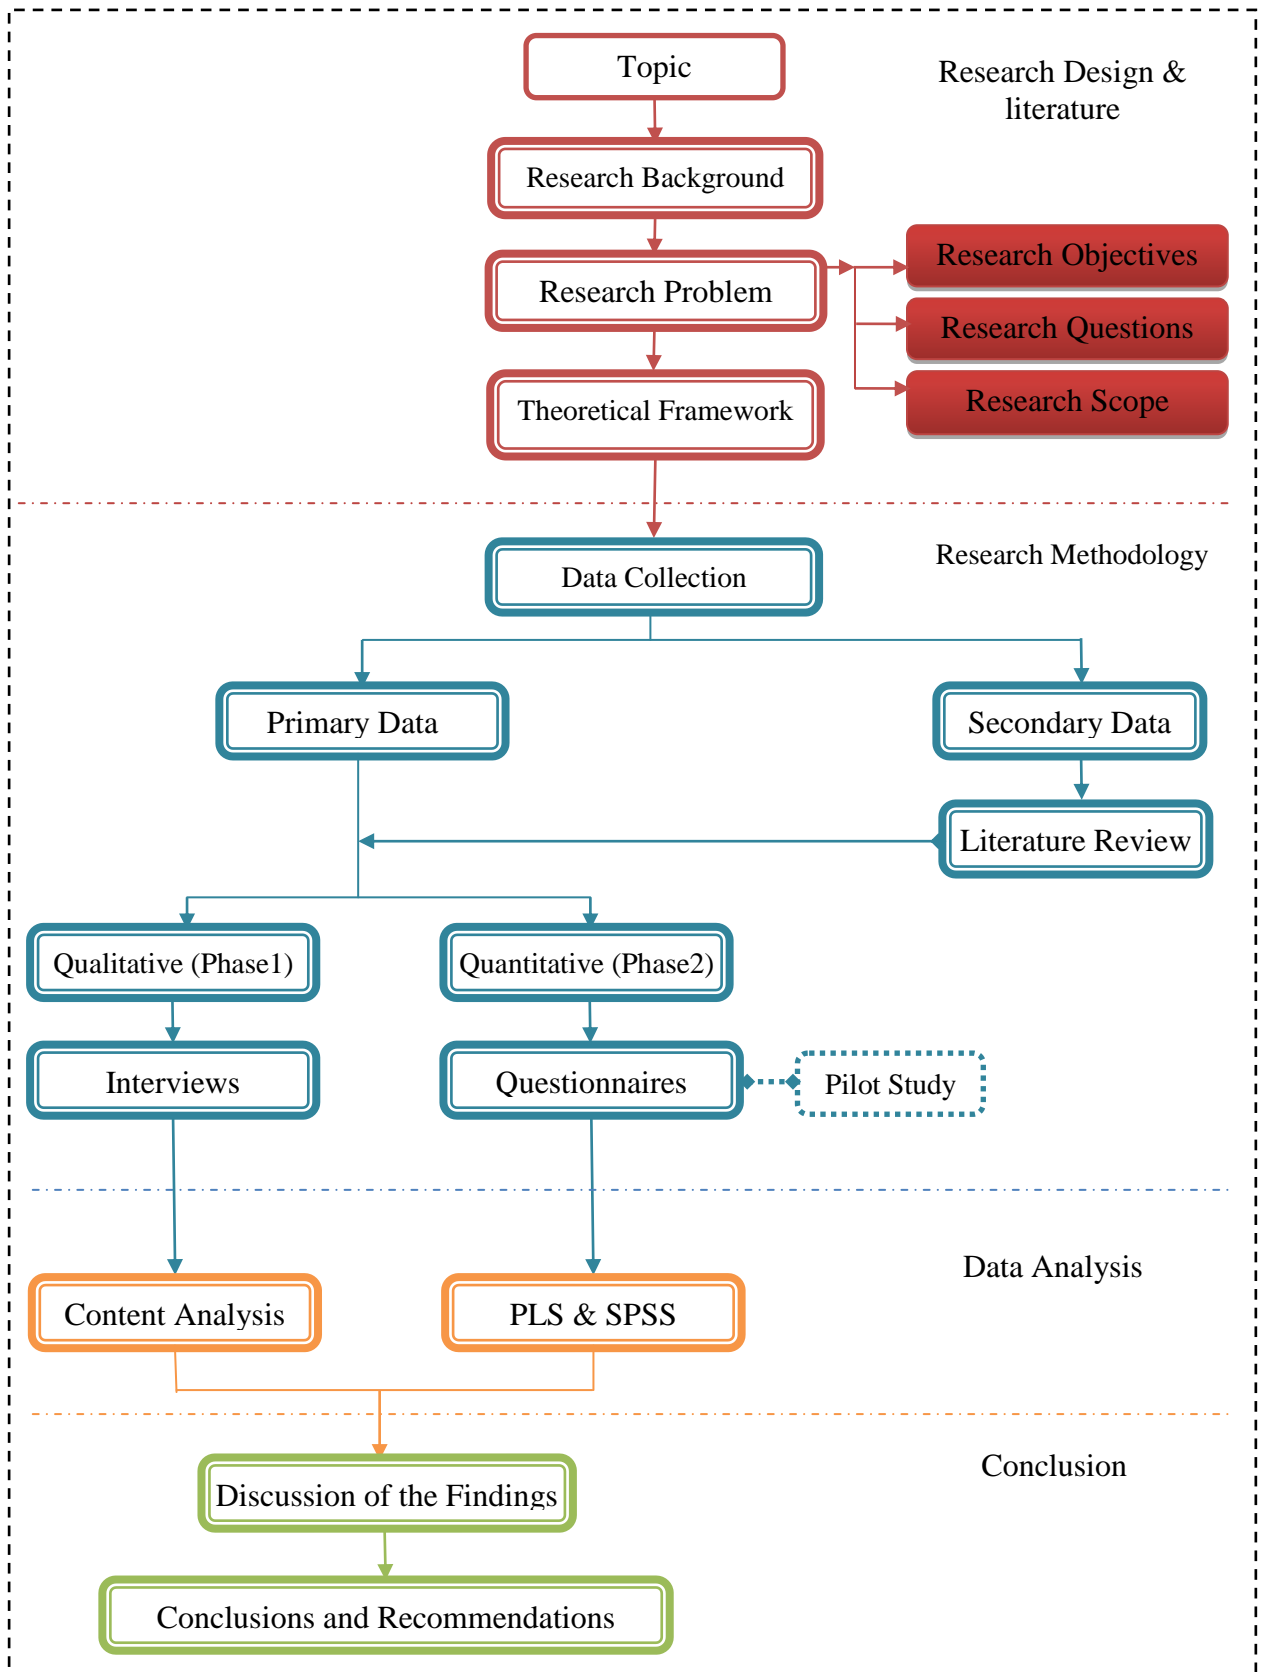 Topic
Research Design &
literature
Research Background
Research Objectives
Research Problem
Research Questions
Theoretical Framework
Research Scope
Research Methodology
Data Collection
Primary Data
Secondary Data
Literature Review
Qualitative (Phase1)
Quantitative (Phase2)
Interviews
Questionnaires
Pilot Study
Data Analysis
Content Analysis
PLS & SPSS
Conclusion
Discussion of the Findings
Conclusions and Recommendations